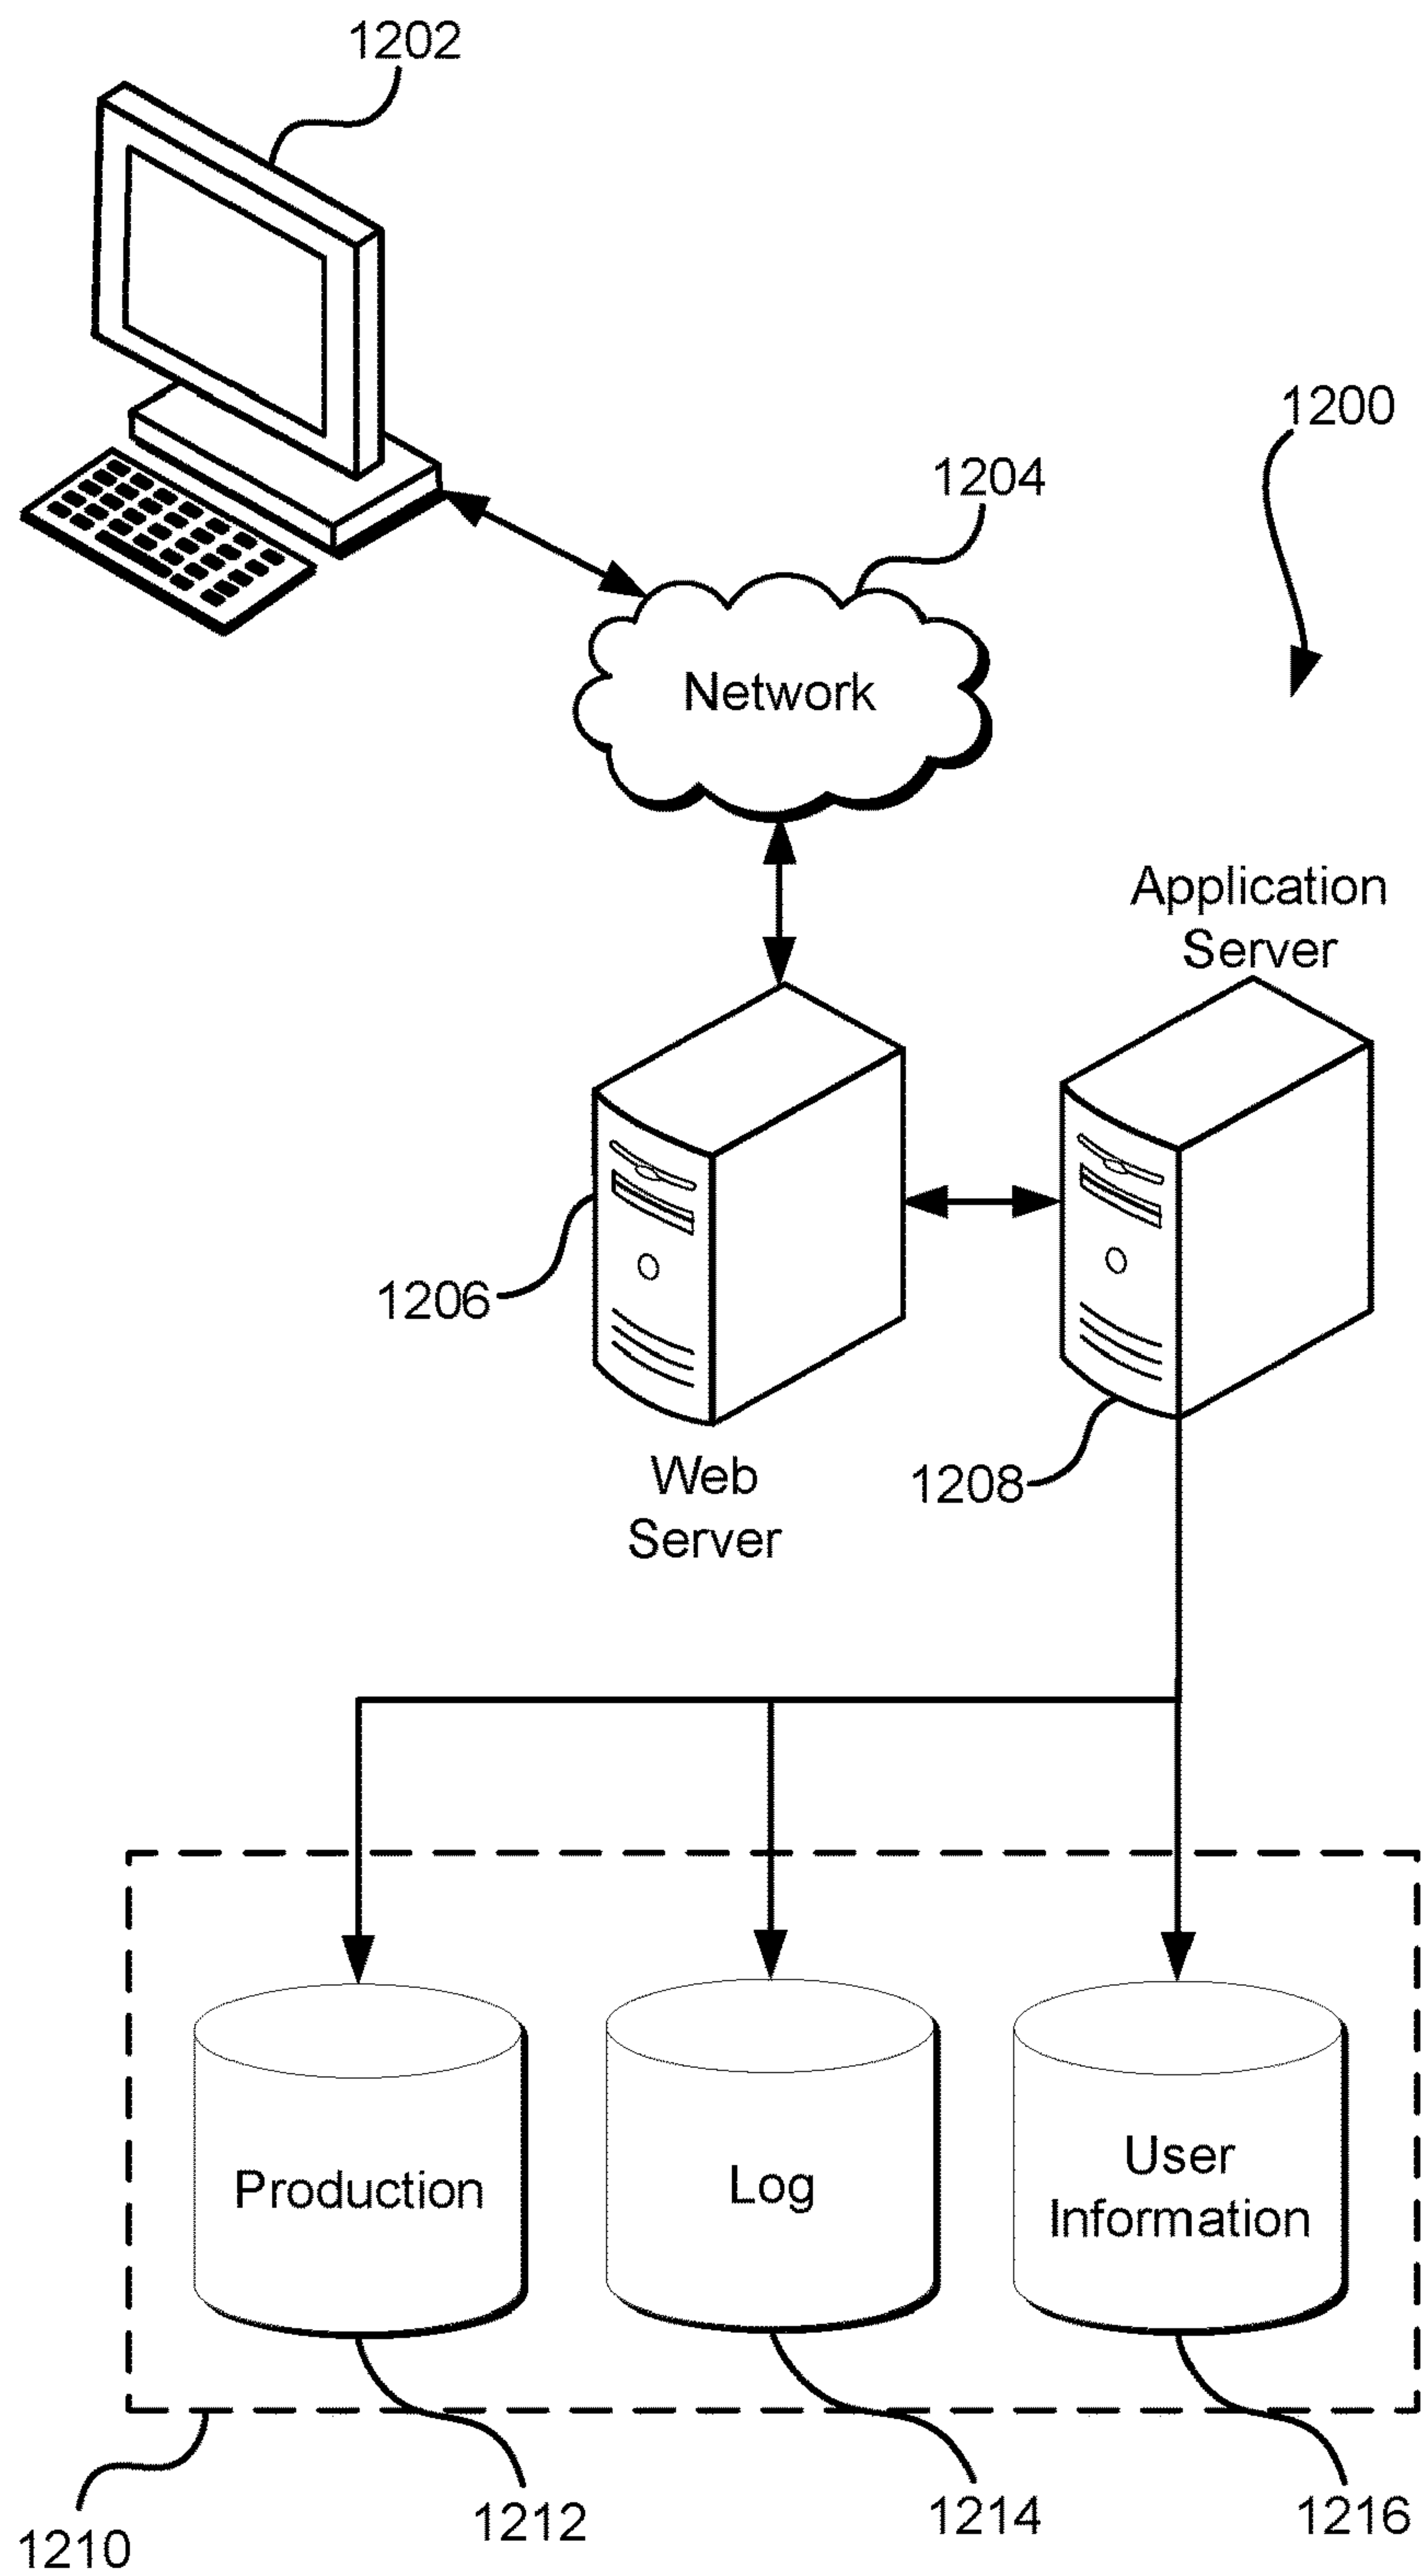 1202
1200
1204
Network
Application
Server
1206
Web
Server
1208
Production
Log
User
Information
1210
1212
1214
1216